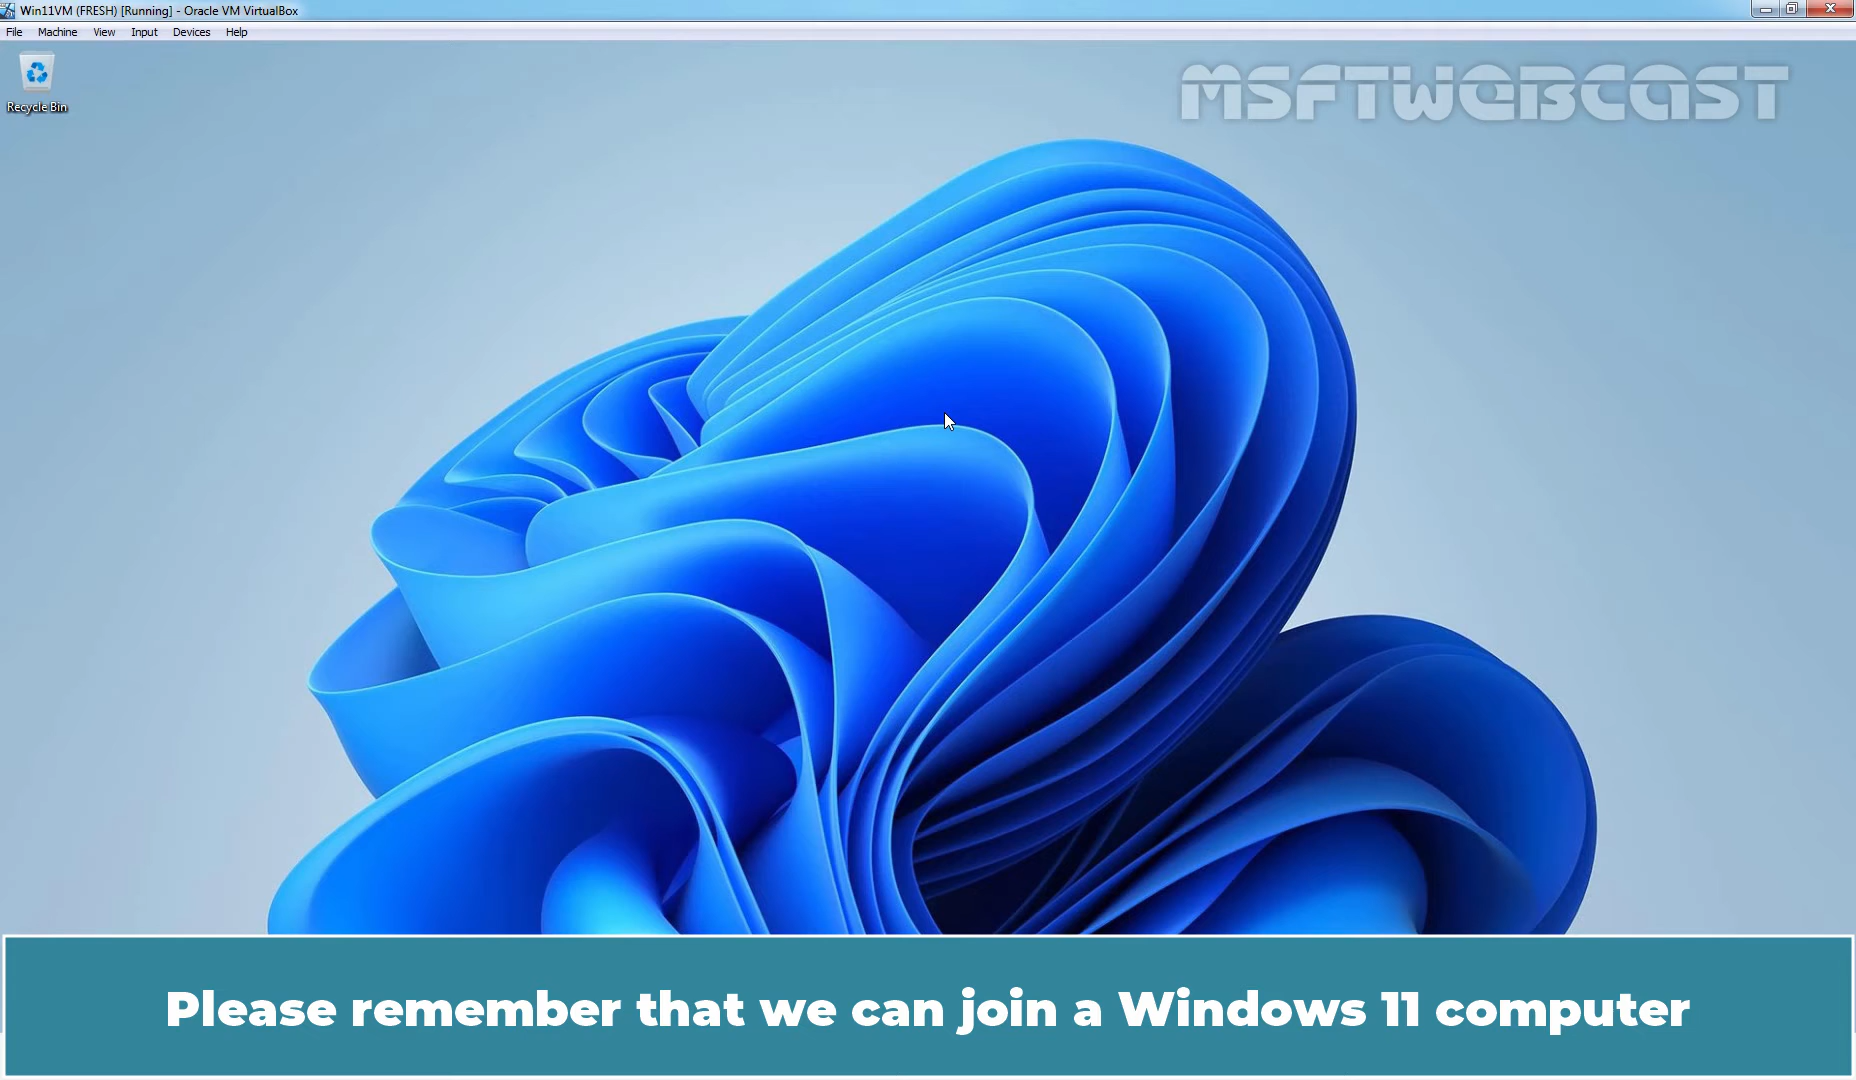 Win11VM (FRESH) [Running] - Oracle VM VirtualBox
File Machine View Input Devices Help
Recycle Bin
MSFTWEBCAST
Please remember that we can join a Windows 11 computer